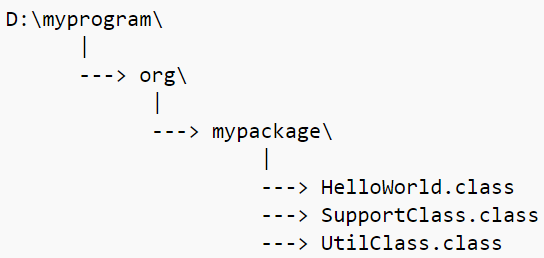 D:\myprogram\
|
---> org\
|
---> mypackage\
|
---> HelloWorld.class
---> SupportClass.class
---> UtilClass.class